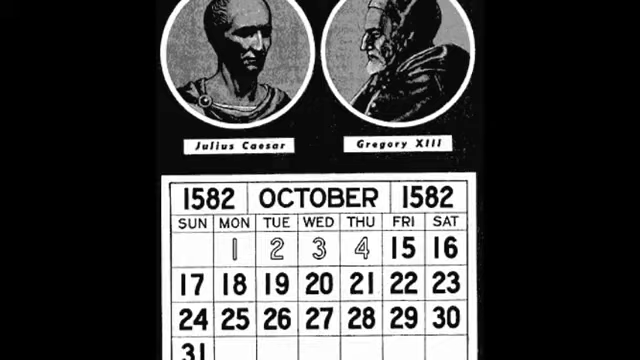 Julius Caesar
Gregory XIII
1582 OCTOBER 1582
SUN MON TUE WED THU FRI SAT
1 2 3 4 15 16
17 18 19 20 21 22 23
24 25 26 27 28 29 30
31